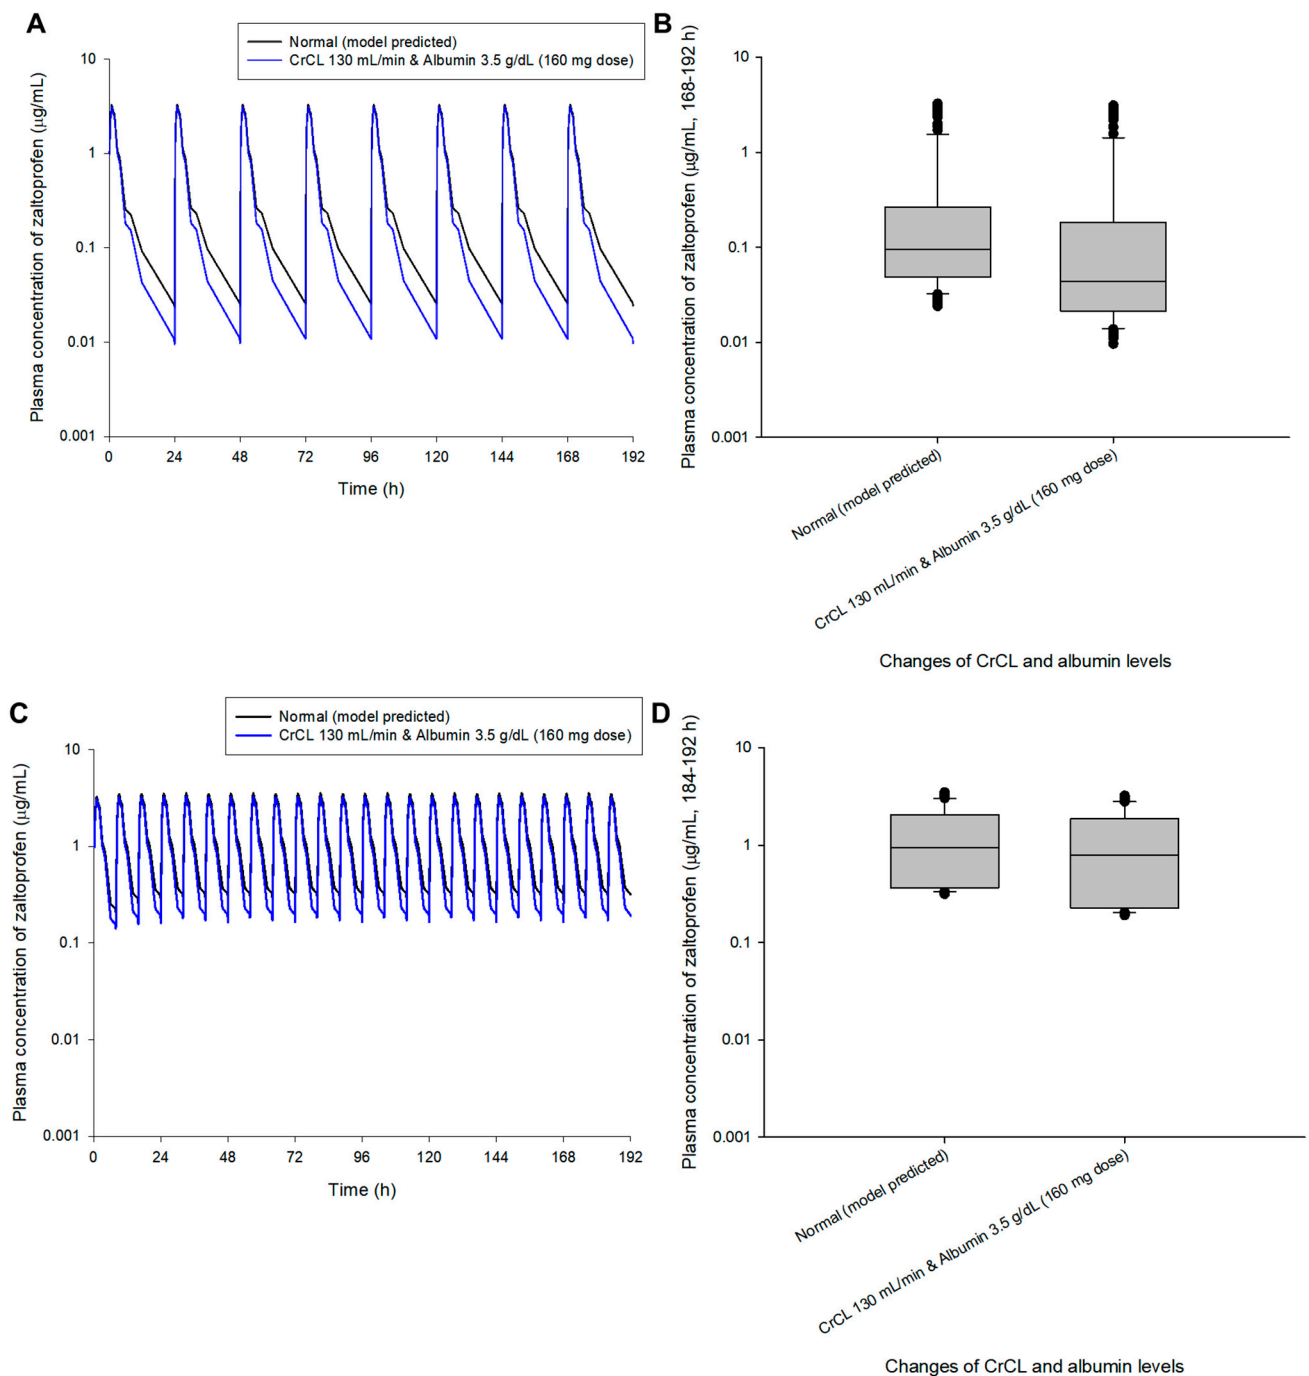 A
Normal (model predicted)
CrCL 130 mL/min & Albumin 3.5 g/dL (160 mg dose)
Plasma concentration of zaltoprofen (µg/mL)
10
1
0.1
0.01
0.001
0 24 48 72 96 120 144 168 192
Time (h)
B
Plasma concentration of zaltoprofen (µg/mL, 168-192 h)
10
1
0.1
0.01
0.001
Normal (model predicted)
CrCL 130 mL/min & Albumin 3.5 g/dL (160 mg dose)
Changes of CrCL and albumin levels
C
Normal (model predicted)
CrCL 130 mL/min & Albumin 3.5 g/dL (160 mg dose)
Plasma concentration of zaltoprofen (µg/mL)
10
1
0.1
0.01
0.001
0 24 48 72 96 120 144 168 192
Time (h)
D
Plasma concentration of zaltoprofen (µg/mL, 184-192 h)
10
1
0.1
0.01
0.001
Normal (model predicted)
CrCL 130 mL/min & Albumin 3.5 g/dL (160 mg dose)
Changes of CrCL and albumin levels